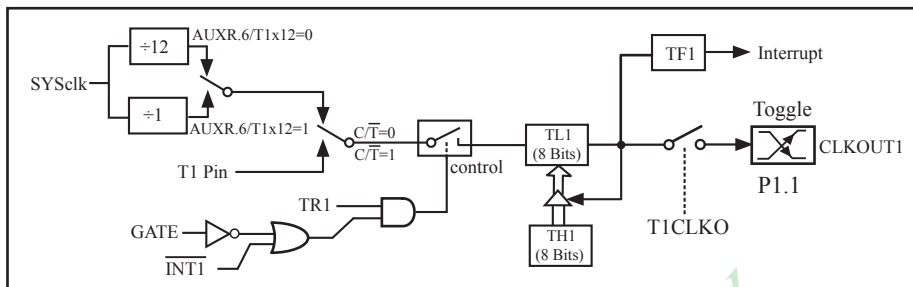 ÷12
AUXR.6/T1x12=0
SYSclk
÷1
AUXR.6/T1x12=1
T1 Pin
C/T̅=0
C/T̅=1
control
TR1
GATE
I̅N̅T̅1̅
TL1
(8 Bits)
TH1
(8 Bits)
TF1
Interrupt
T1CLKO
Toggle
CLKOUT1
P1.1